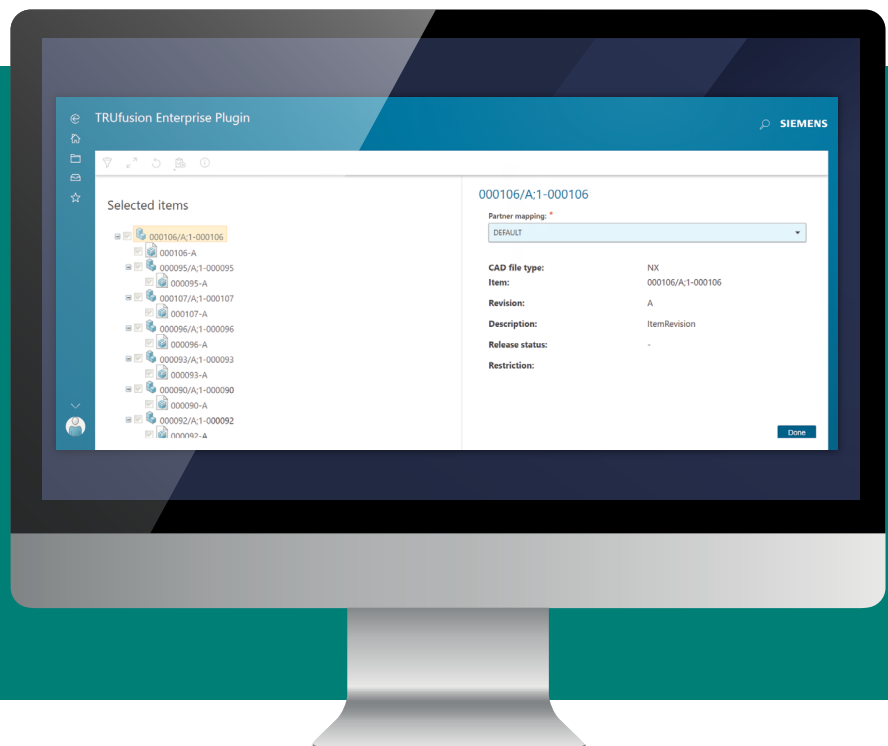 TRUfusion Enterprise Plugin
SIEMENS
Selected items
000106/A;1-000106
000106-A
000095/A;1-000095
000095-A
000107/A;1-000107
000107-A
000096/A;1-000096
000096-A
000093/A;1-000093
000093-A
000090/A;1-000090
000090-A
000092/A;1-000092
000092-A
000106/A;1-000106
Partner mapping: *
DEFAULT
CAD file type: NX
Item: 000106/A;1-000106
Revision: A
Description: ItemRevision
Release status: -
Restriction:
Done